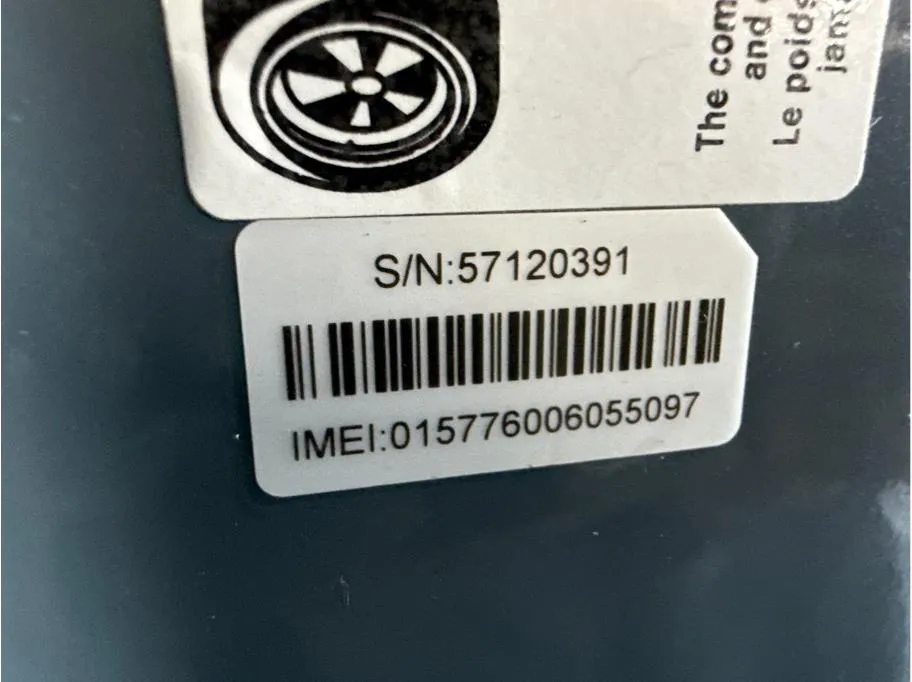 The com
and
Le poids
S/N:57120391
IMEI:015776006055097